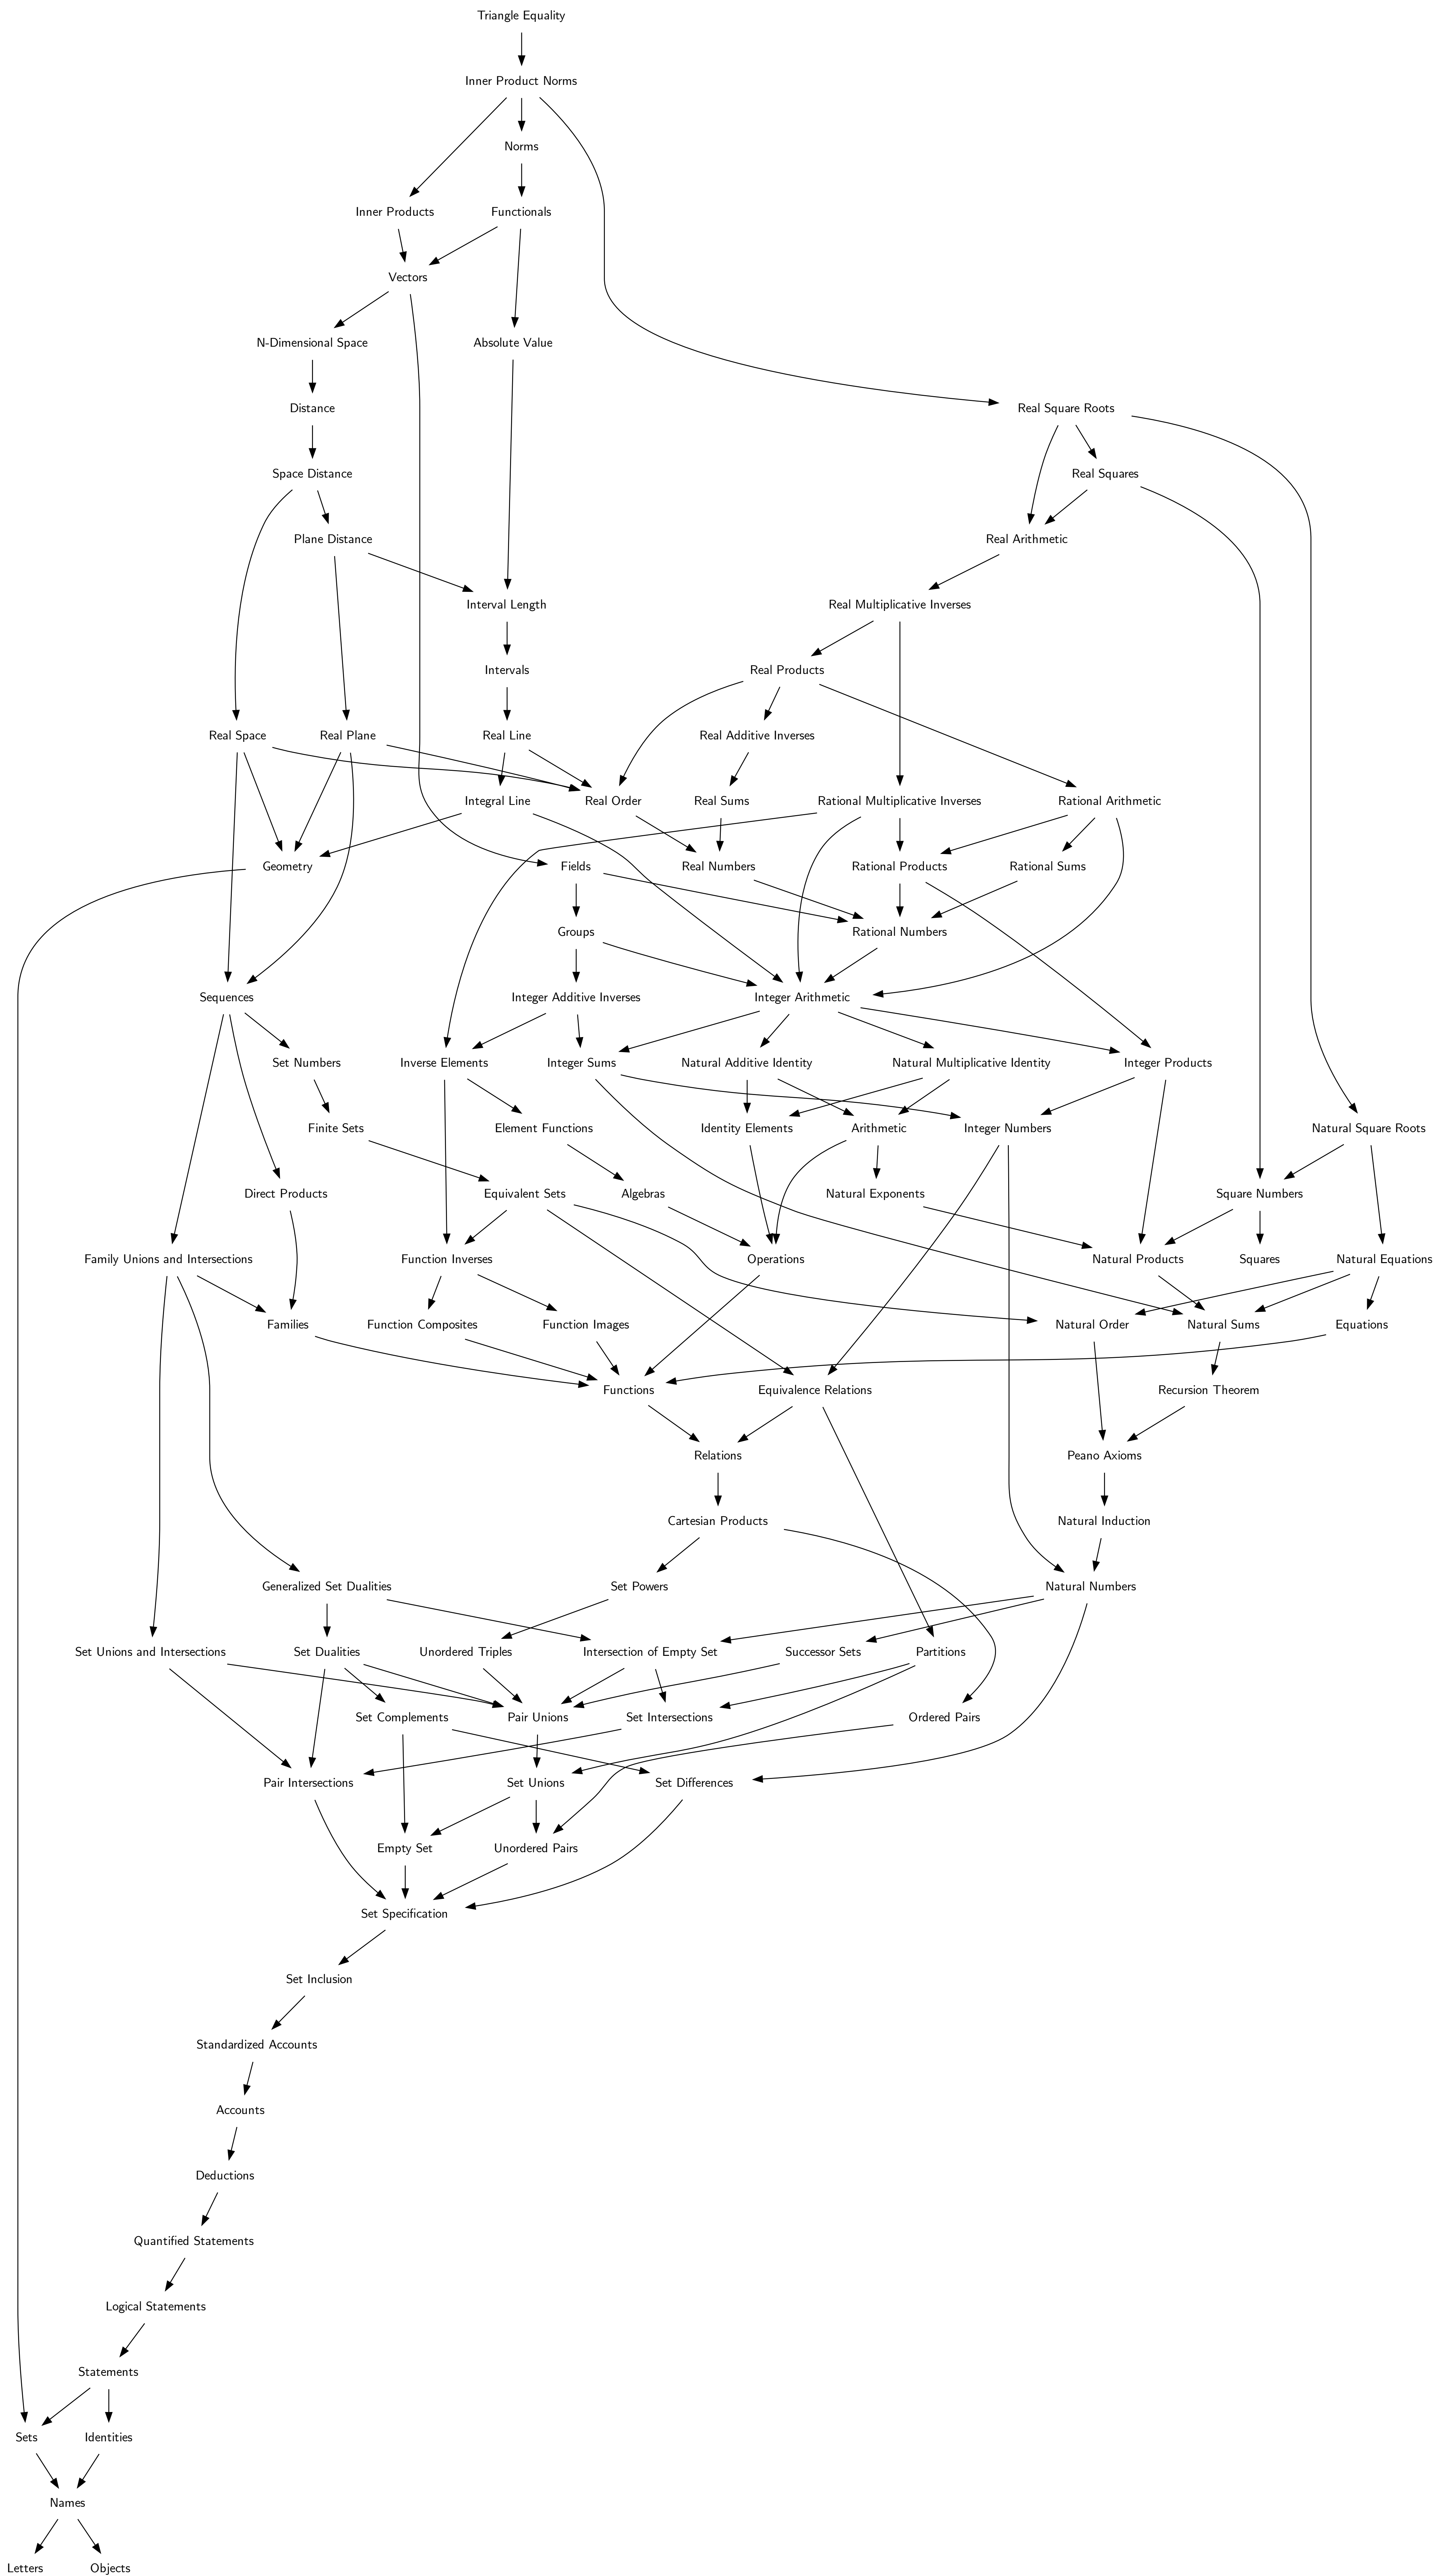 Triangle Equality
Inner Product Norms
Norms
Inner Products
Functionals
Vectors
N-Dimensional Space
Absolute Value
Distance
Real Square Roots
Space Distance
Real Squares
Plane Distance
Real Arithmetic
Interval Length
Real Multiplicative Inverses
Intervals
Real Products
Real Space
Real Plane
Real Line
Real Additive Inverses
Integral Line
Real Order
Real Sums
Rational Multiplicative Inverses
Rational Arithmetic
Geometry
Fields
Real Numbers
Rational Products
Rational Sums
Groups
Rational Numbers
Sequences
Integer Additive Inverses
Integer Arithmetic
Set Numbers
Inverse Elements
Integer Sums
Natural Additive Identity
Natural Multiplicative Identity
Integer Products
Finite Sets
Element Functions
Identity Elements
Arithmetic
Integer Numbers
Natural Square Roots
Direct Products
Equivalent Sets
Algebras
Natural Exponents
Square Numbers
Family Unions and Intersections
Function Inverses
Operations
Natural Products
Squares
Natural Equations
Families
Function Composites
Function Images
Natural Order
Natural Sums
Equations
Functions
Equivalence Relations
Recursion Theorem
Relations
Peano Axioms
Cartesian Products
Natural Induction
Generalized Set Dualities
Set Powers
Natural Numbers
Set Unions and Intersections
Set Dualities
Unordered Triples
Intersection of Empty Set
Successor Sets
Partitions
Set Complements
Pair Unions
Set Intersections
Ordered Pairs
Pair Intersections
Set Unions
Set Differences
Empty Set
Unordered Pairs
Set Specification
Set Inclusion
Standardized Accounts
Accounts
Deductions
Quantified Statements
Logical Statements
Statements
Sets
Identities
Names
Letters
Objects